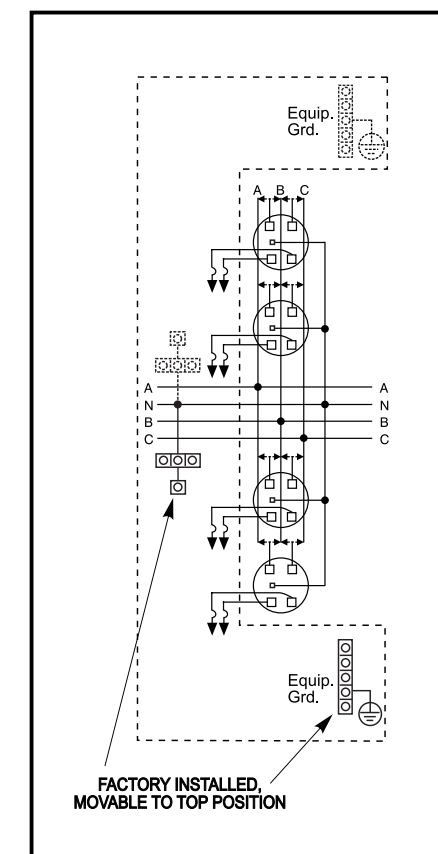 Equip.
Grd.
A B C
A A
N N
B B
C C
Equip.
Grd.
FACTORY INSTALLED,
MOVABLE TO TOP POSITION